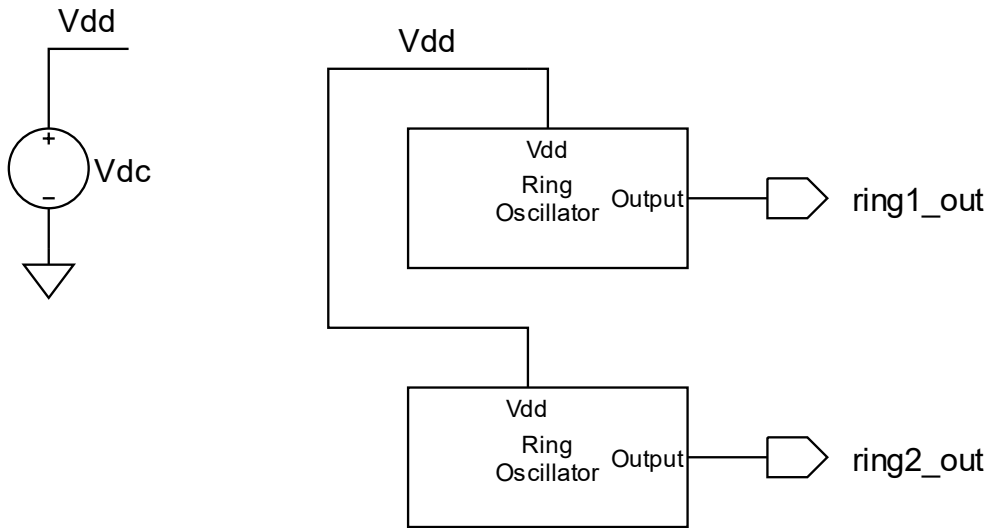 Vdd
Vdd
+
Vdc
−
Vdd
Ring
Oscillator
Output
ring1_out
Vdd
Ring
Oscillator
Output
ring2_out